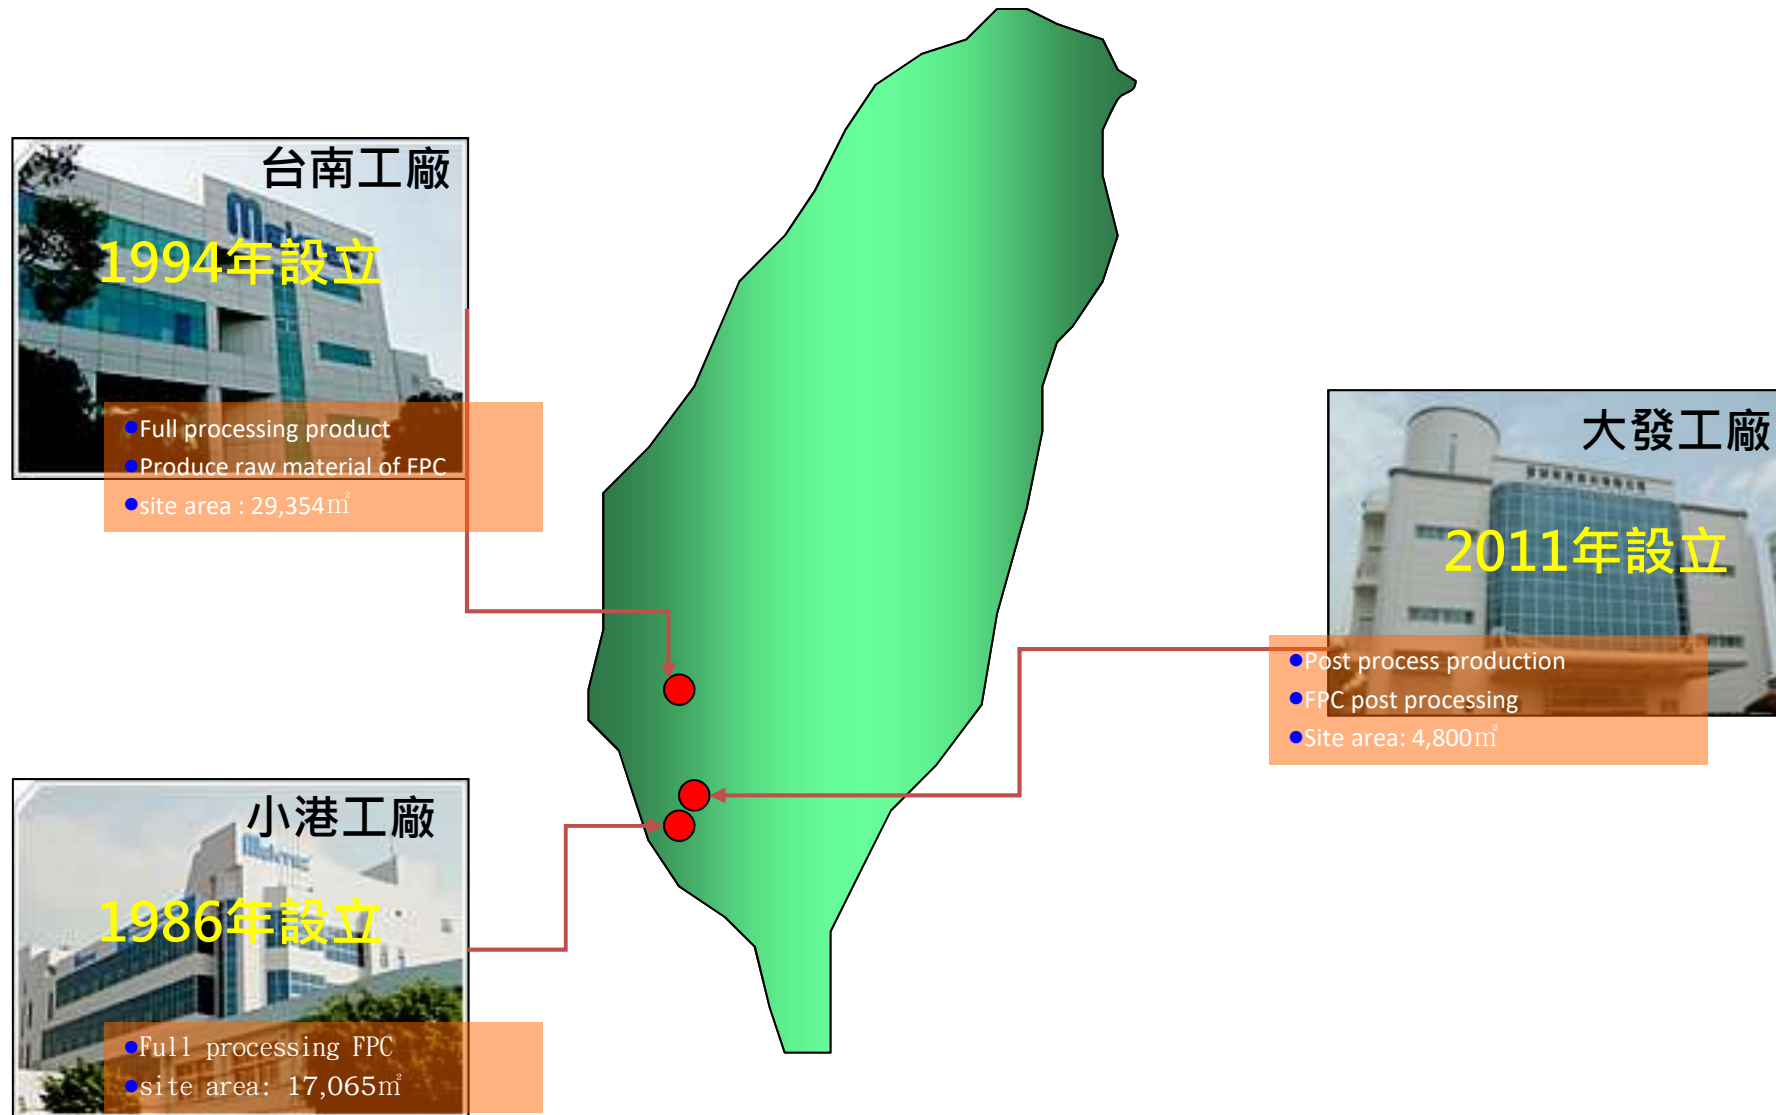 台南工廠
Mektec
1994年設立
●Full processing product
●Produce raw material of FPC
●site area : 29,354㎡
大發工廠
2011年設立
●Post process production
●FPC post processing
●Site area: 4,800㎡
小港工廠
Mektec
1986年設立
●Full processing FPC
●site area: 17,065㎡